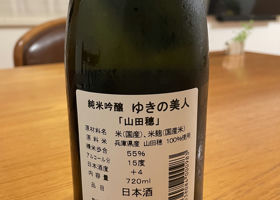 純米吟醸 ゆきの美人
「山田穂」
原材料名 米(国産)、米麹(国産米)
原料米 兵庫県産 山田穂 100%使用
精米歩合 55%
アルコール分 15度
日本酒度 +4
内容量 720ml
品目 日本酒